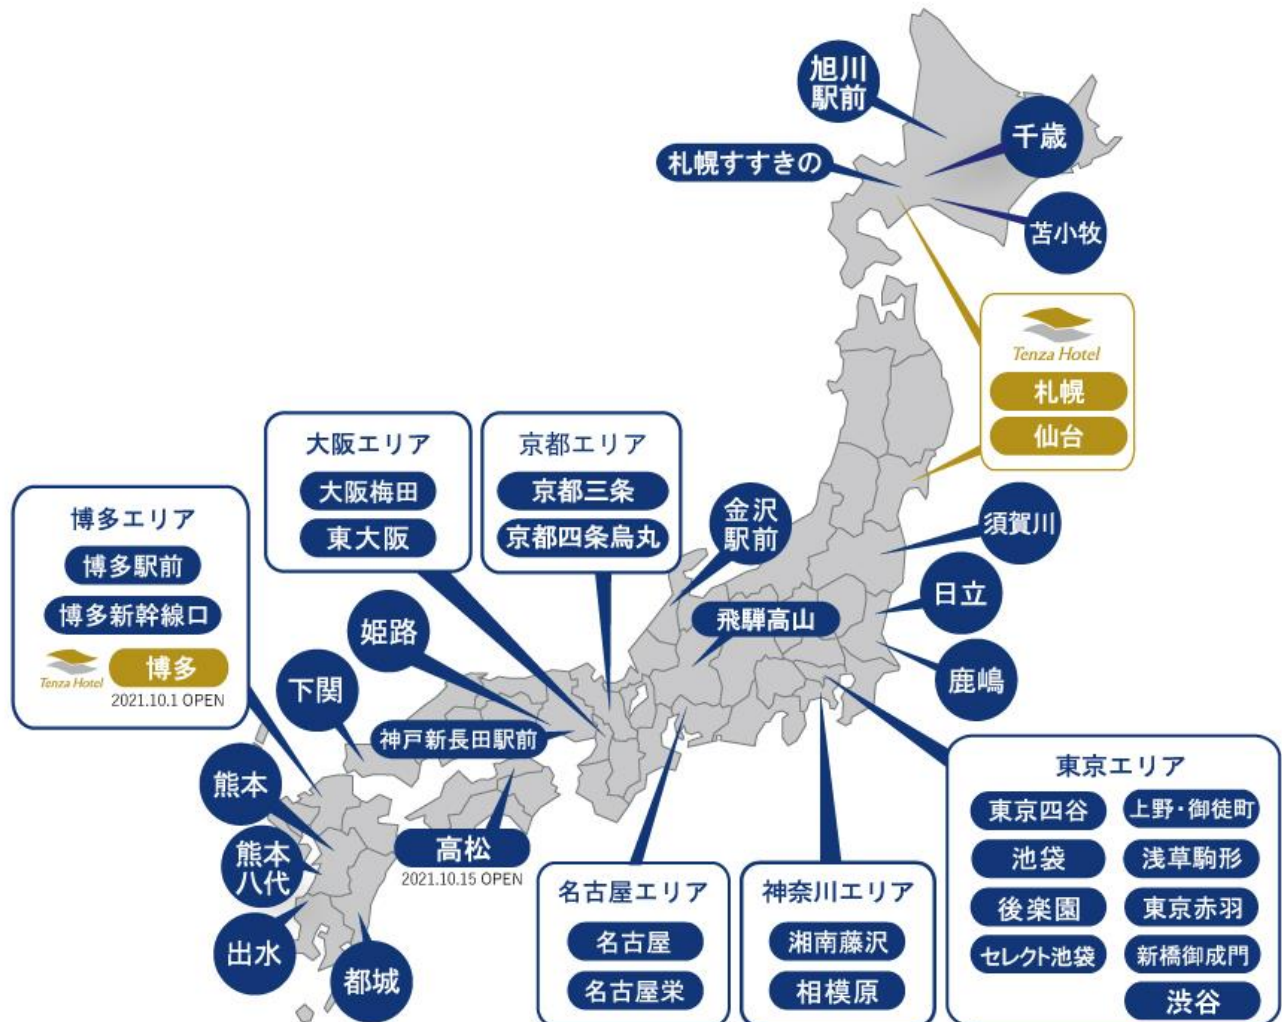 旭川
駅前
千歳
札幌すすきの
苫小牧
Tenza Hotel
札幌
仙台
大阪エリア
大阪梅田
東大阪
京都エリア
京都三条
京都四条烏丸
金沢
駅前
須賀川
博多エリア
博多駅前
博多新幹線口
Tenza Hotel
博多
2021.10.1 OPEN
姫路
飛騨高山
日立
鹿嶋
下関
神戸新長田駅前
熊本
熊本
八代
高松
2021.10.15 OPEN
出水
都城
名古屋エリア
名古屋
名古屋栄
神奈川エリア
湘南藤沢
相模原
東京エリア
東京四谷
上野・御徒町
池袋
浅草駒形
後楽園
東京赤羽
セレクト池袋
新橋御成門
渋谷